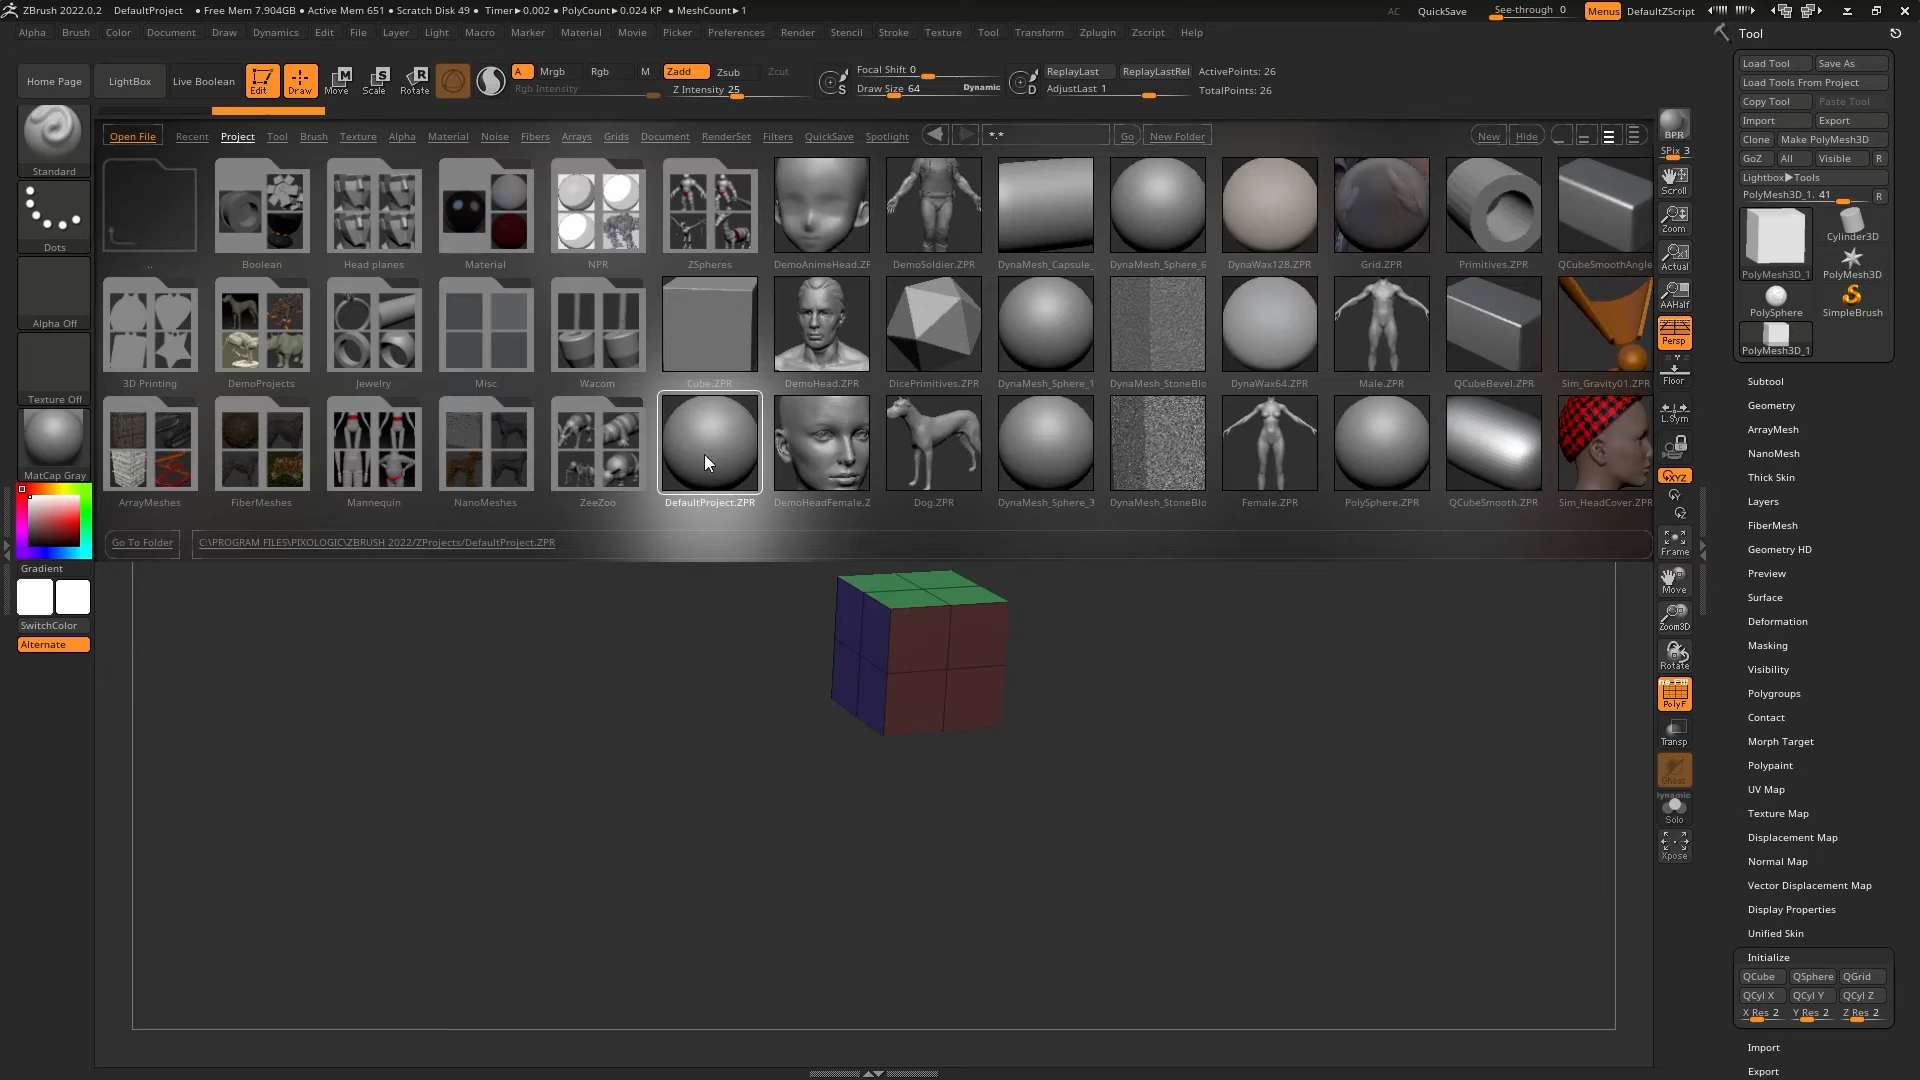 ZBrush 2022.0.2 DefaultProject • Free Mem 7.904GB • Active Mem 651 • Scratch Disk 49 • Timer▶0.002 • PolyCount▶0.024 KP • MeshCount▶1 AC QuickSave See-through 0 Menus DefaultZScript
Alpha Brush Color Document Draw Dynamics Edit File Layer Light Macro Marker Material Movie Picker Preferences Render Stencil Stroke Texture Tool Transform Zplugin Zscript Help
Home Page LightBox Live Boolean Edit Draw Move Scale Rotate A Mrgb Rgb M Zadd Zsub Zcut Focal Shift 0 ReplayLast ReplayLastRel ActivePoints: 26
Rgb Intensity Z Intensity 25 S Draw Size 64 Dynamic D AdjustLast 1 TotalPoints: 26
Open File Recent Project Tool Brush Texture Alpha Material Noise Fibers Arrays Grids Document RenderSet Filters QuickSave Spotlight *.* Go New Folder New Hide
.. Boolean Head planes Material NPR ZSpheres DemoAnimeHead.ZF DemoSoldier.ZPR DynaMesh_Capsule_ DynaMesh_Sphere_6 DynaWax128.ZPR Grid.ZPR Primitives.ZPR QCubeSmoothAngle
3D Printing DemoProjects Jewelry Misc Wacom Cube.ZPR DemoHead.ZPR DicePrimitives.ZPR DynaMesh_Sphere_1 DynaMesh_StoneBlo DynaWax64.ZPR Male.ZPR QCubeBevel.ZPR Sim_Gravity01.ZPR
ArrayMeshes FiberMeshes Mannequin NanoMeshes ZeeZoo DefaultProject.ZPR DemoHeadFemale.Z Dog.ZPR DynaMesh_Sphere_3 DynaMesh_StoneBlo Female.ZPR PolySphere.ZPR QCubeSmooth.ZPR Sim_HeadCover.ZPR
Go To Folder C:\PROGRAM FILES\PIXOLOGIC\ZBRUSH 2022/ZProjects/DefaultProject.ZPR
Standard
Dots
Alpha Off
Texture Off
MatCap Gray
Gradient
SwitchColor
Alternate
BPR
SPix 3
Scroll
Zoom
Actual
AAHalf
Persp
Floor
L.Sym
XYZ
Y
Z
Frame
Move
Zoom3D
Rotate
PolyF
Transp
Ghost
Dynamic
Solo
Xpose
Tool
Load Tool Save As
Load Tools From Project
Copy Tool Paste Tool
Import Export
Clone Make PolyMesh3D
GoZ All Visible R
Lightbox▶Tools
PolyMesh3D_1. 41 R
Cylinder3D
PolyMesh3D_1 PolyMesh3D
PolySphere SimpleBrush
PolyMesh3D_1
Subtool
Geometry
ArrayMesh
NanoMesh
Thick Skin
Layers
FiberMesh
Geometry HD
Preview
Surface
Deformation
Masking
Visibility
Polygroups
Contact
Morph Target
Polypaint
UV Map
Texture Map
Displacement Map
Normal Map
Vector Displacement Map
Display Properties
Unified Skin
Initialize
QCube QSphere QGrid
QCyl X QCyl Y QCyl Z
X Res 2 Y Res 2 Z Res 2
Import
Export